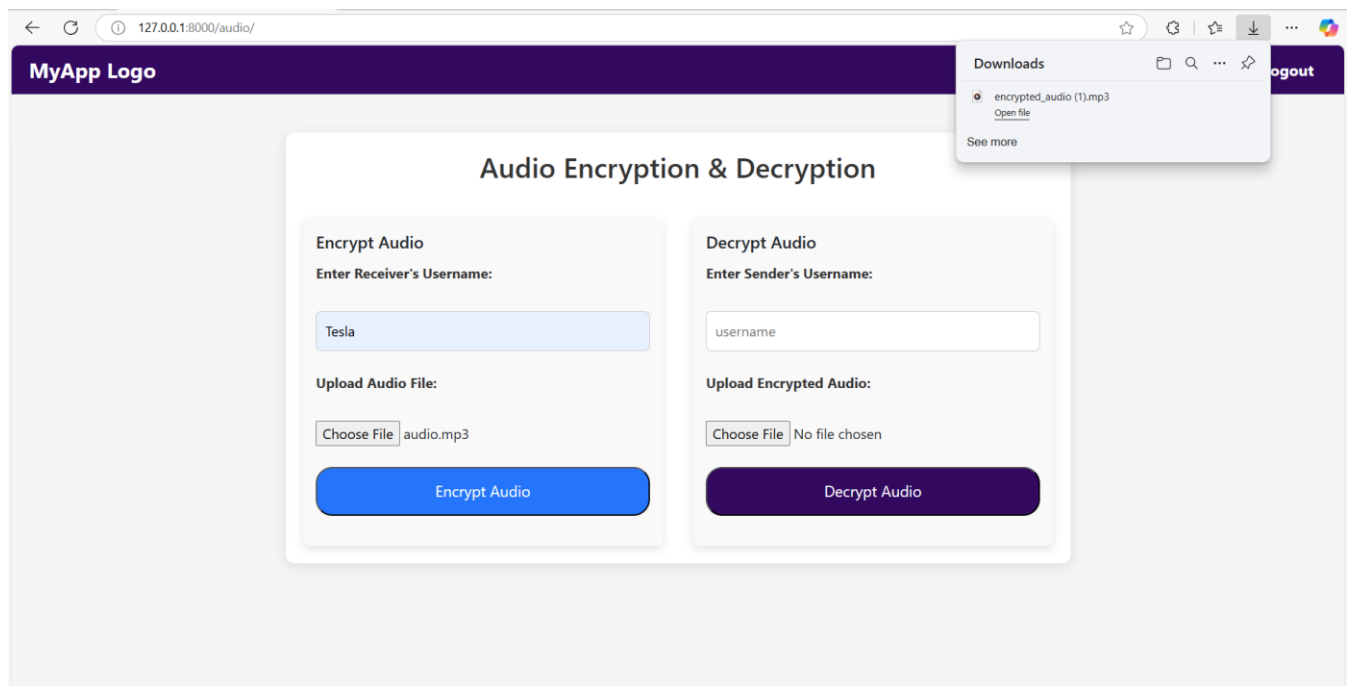 127.0.0.1:8000/audio/
MyApp Logo
ogout
Downloads
encrypted_audio (1).mp3
Open file
See more
Audio Encryption & Decryption
Encrypt Audio
Enter Receiver's Username:
Tesla
Upload Audio File:
Choose File audio.mp3
Encrypt Audio
Decrypt Audio
Enter Sender's Username:
username
Upload Encrypted Audio:
Choose File No file chosen
Decrypt Audio